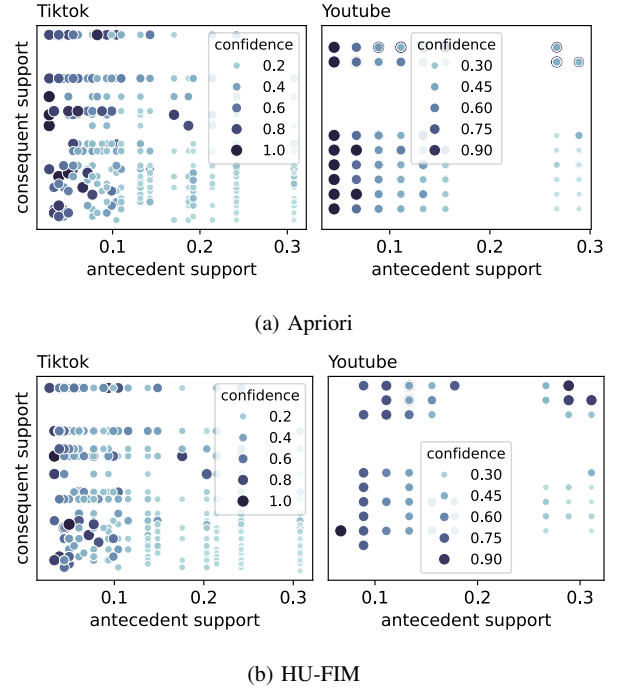 Tiktok
Youtube
consequent support
confidence
0.2
0.4
0.6
0.8
1.0
confidence
0.30
0.45
0.60
0.75
0.90
0.1
0.2
0.3
0.1
0.2
0.3
antecedent support
antecedent support
(a) Apriori
Tiktok
Youtube
consequent support
confidence
0.2
0.4
0.6
0.8
1.0
confidence
0.30
0.45
0.60
0.75
0.90
0.1
0.2
0.3
0.1
0.2
0.3
antecedent support
antecedent support
(b) HU-FIM